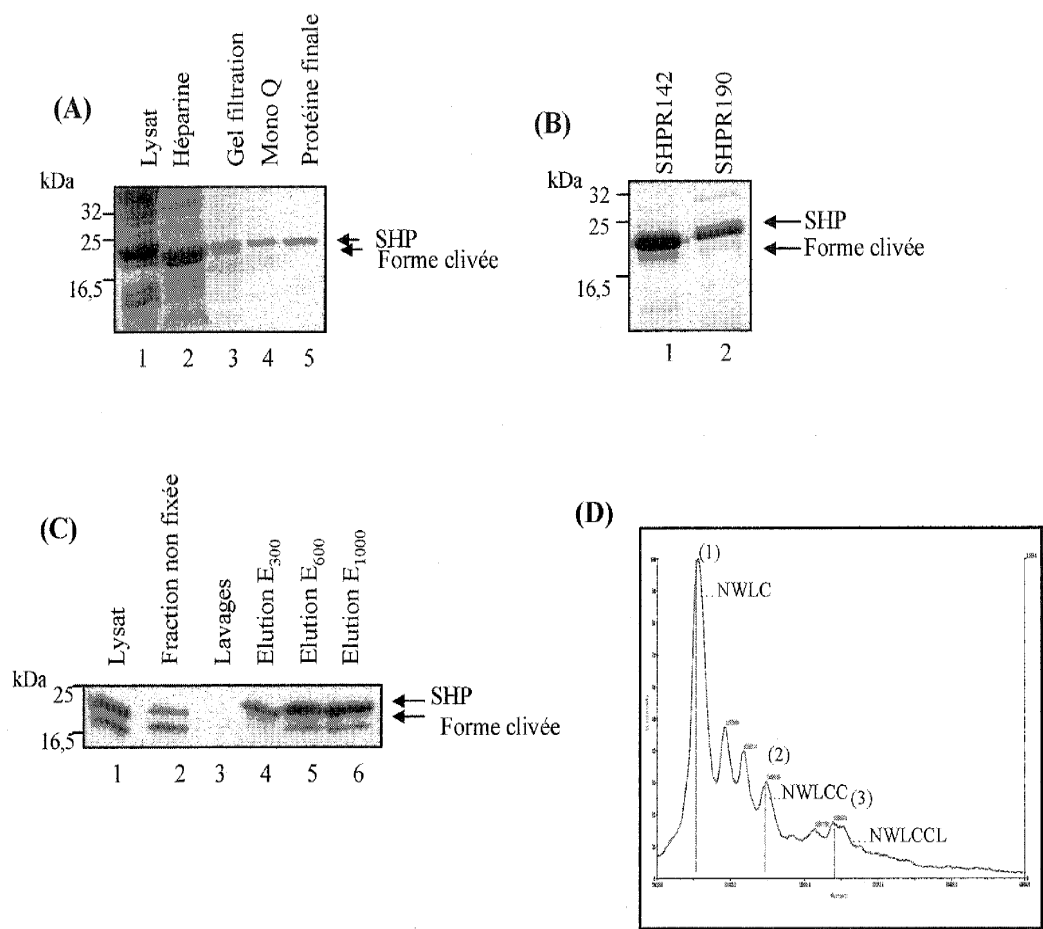 (A)
Lysat
Héparine
Gel filtration
Mono Q
Protéine finale
kDa
32
25
16,5
SHP
Forme clivée
1 2 3 4 5
(B)
SHPR142
SHPR190
kDa
32
25
16,5
SHP
Forme clivée
1 2
(C)
Lysat
Fraction non fixée
Lavages
Elution E300
Elution E600
Elution E1000
kDa
25
16,5
SHP
Forme clivée
1 2 3 4 5 6
(D)
(1)
...NWLC
(2)
...NWLCC
(3)
...NWLCCL